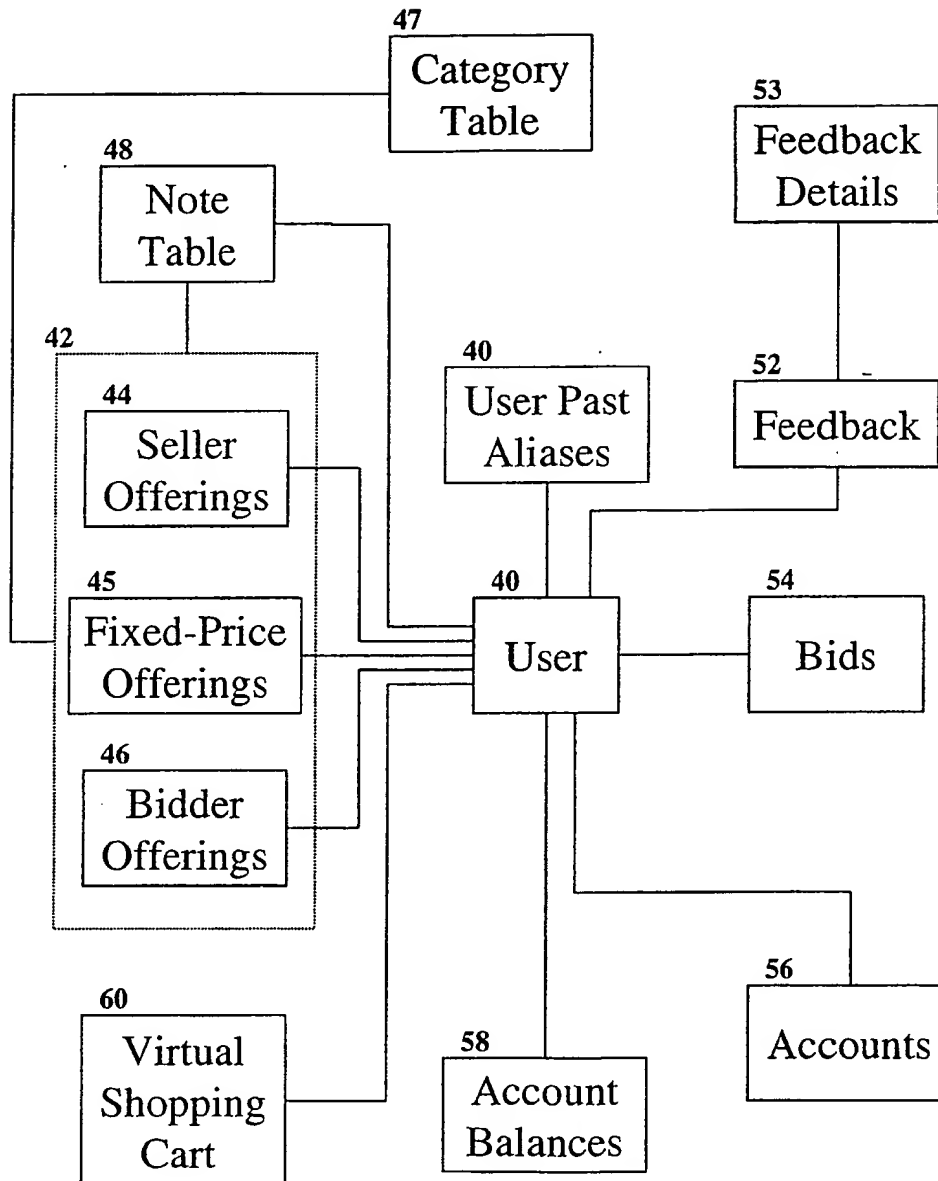 47
Category
Table
53
Feedback
Details
48
Note
Table
42
44
Seller
Offerings
40
User Past
Aliases
52
Feedback
45
Fixed-Price
Offerings
40
User
54
Bids
46
Bidder
Offerings
60
Virtual
Shopping
Cart
58
Account
Balances
56
Accounts